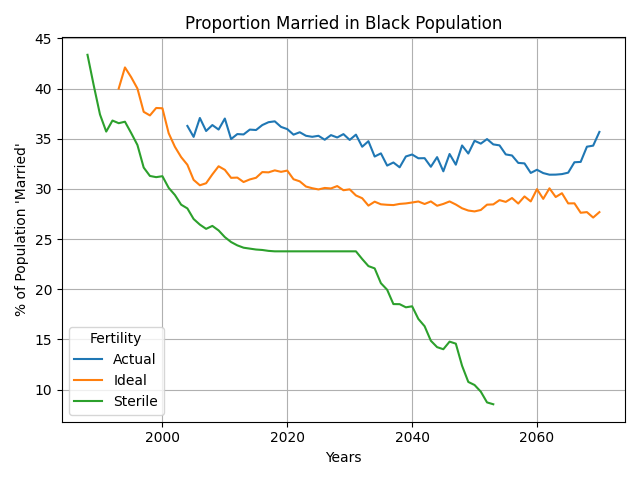 Proportion Married in Black Population
% of Population 'Married'
45
40
35
30
25
20
15
10
Fertility
Actual
Ideal
Sterile
2000
2020
2040
2060
Years